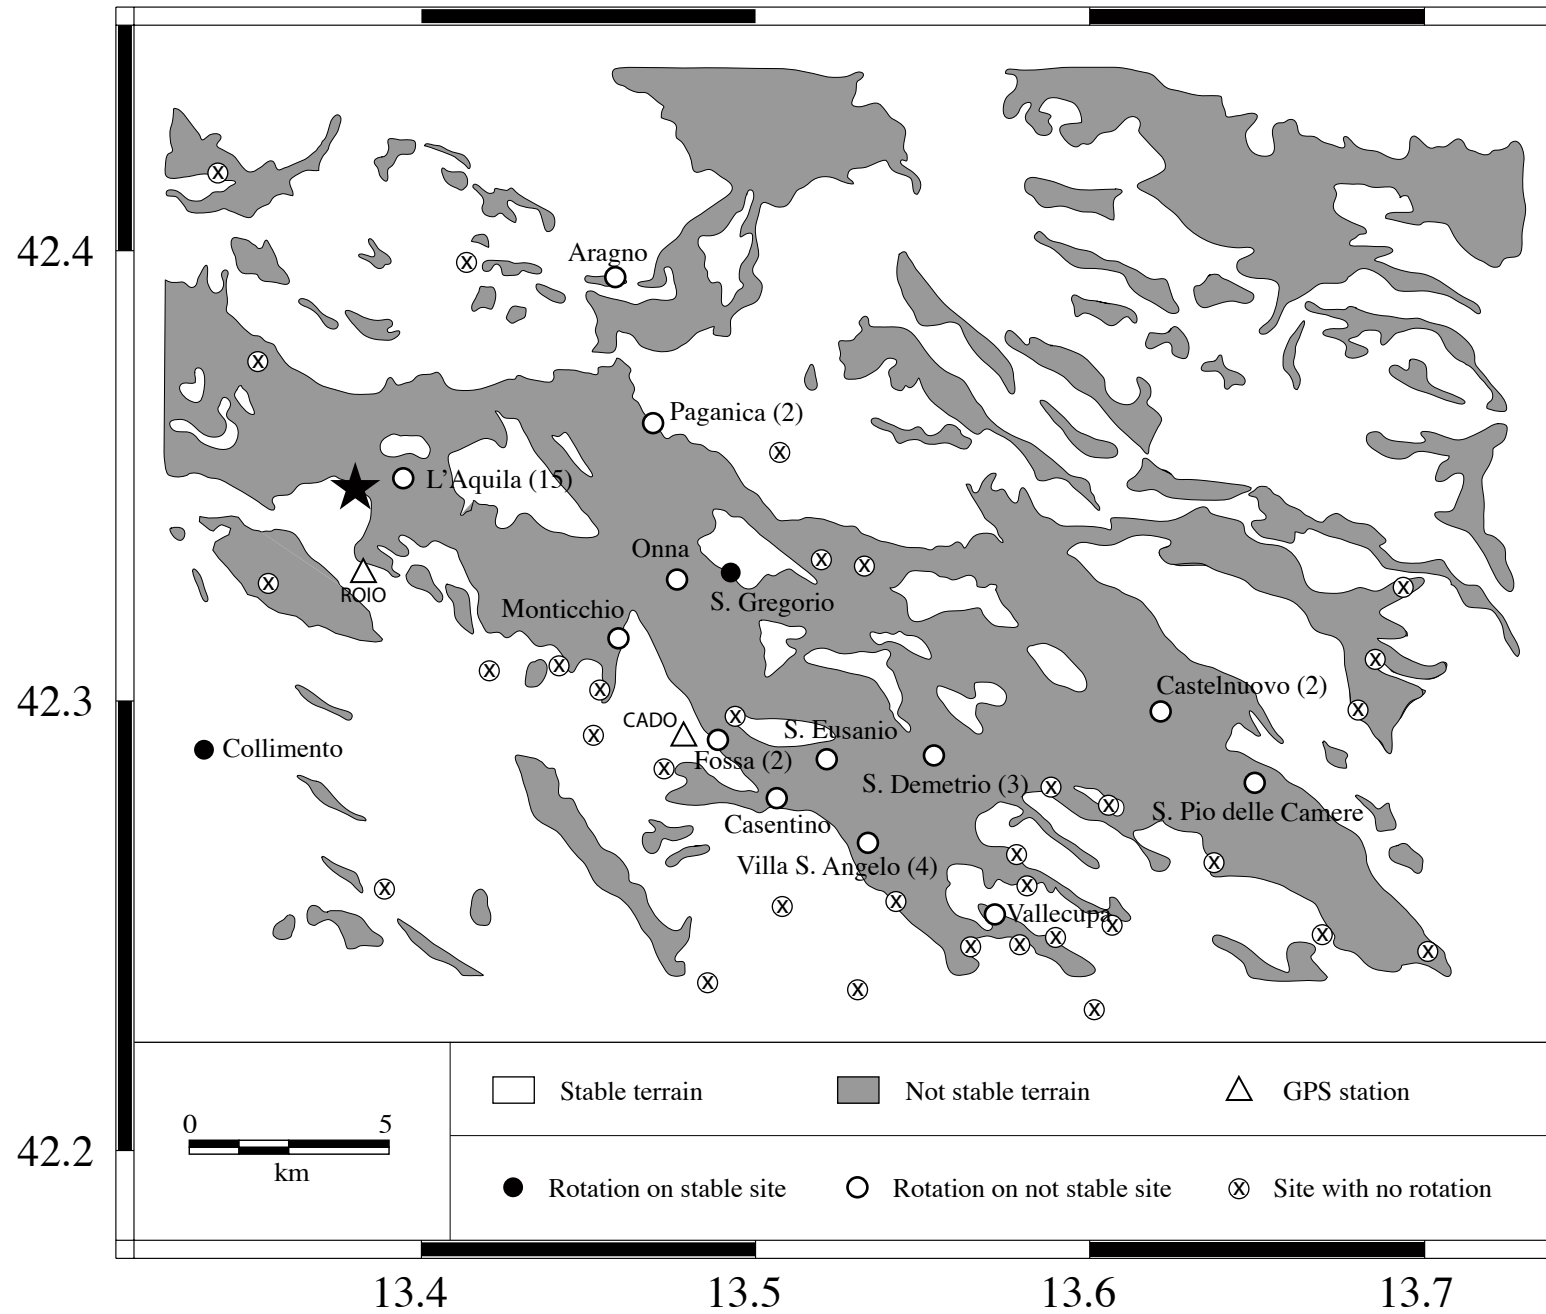 42.4
Aragno
Paganica (2)
L'Aquila (15)
Onna
ROIO
S. Gregorio
Monticchio
Castelnuovo (2)
42.3
CADO
S. Eusanio
Collimento
Fossa (2)
S. Demetrio (3)
S. Pio delle Camere
Casentino
Villa S. Angelo (4)
Vallecupa
Stable terrain
Not stable terrain
GPS station
0 5
km
42.2
Rotation on stable site
Rotation on not stable site
Site with no rotation
13.4 13.5 13.6 13.7